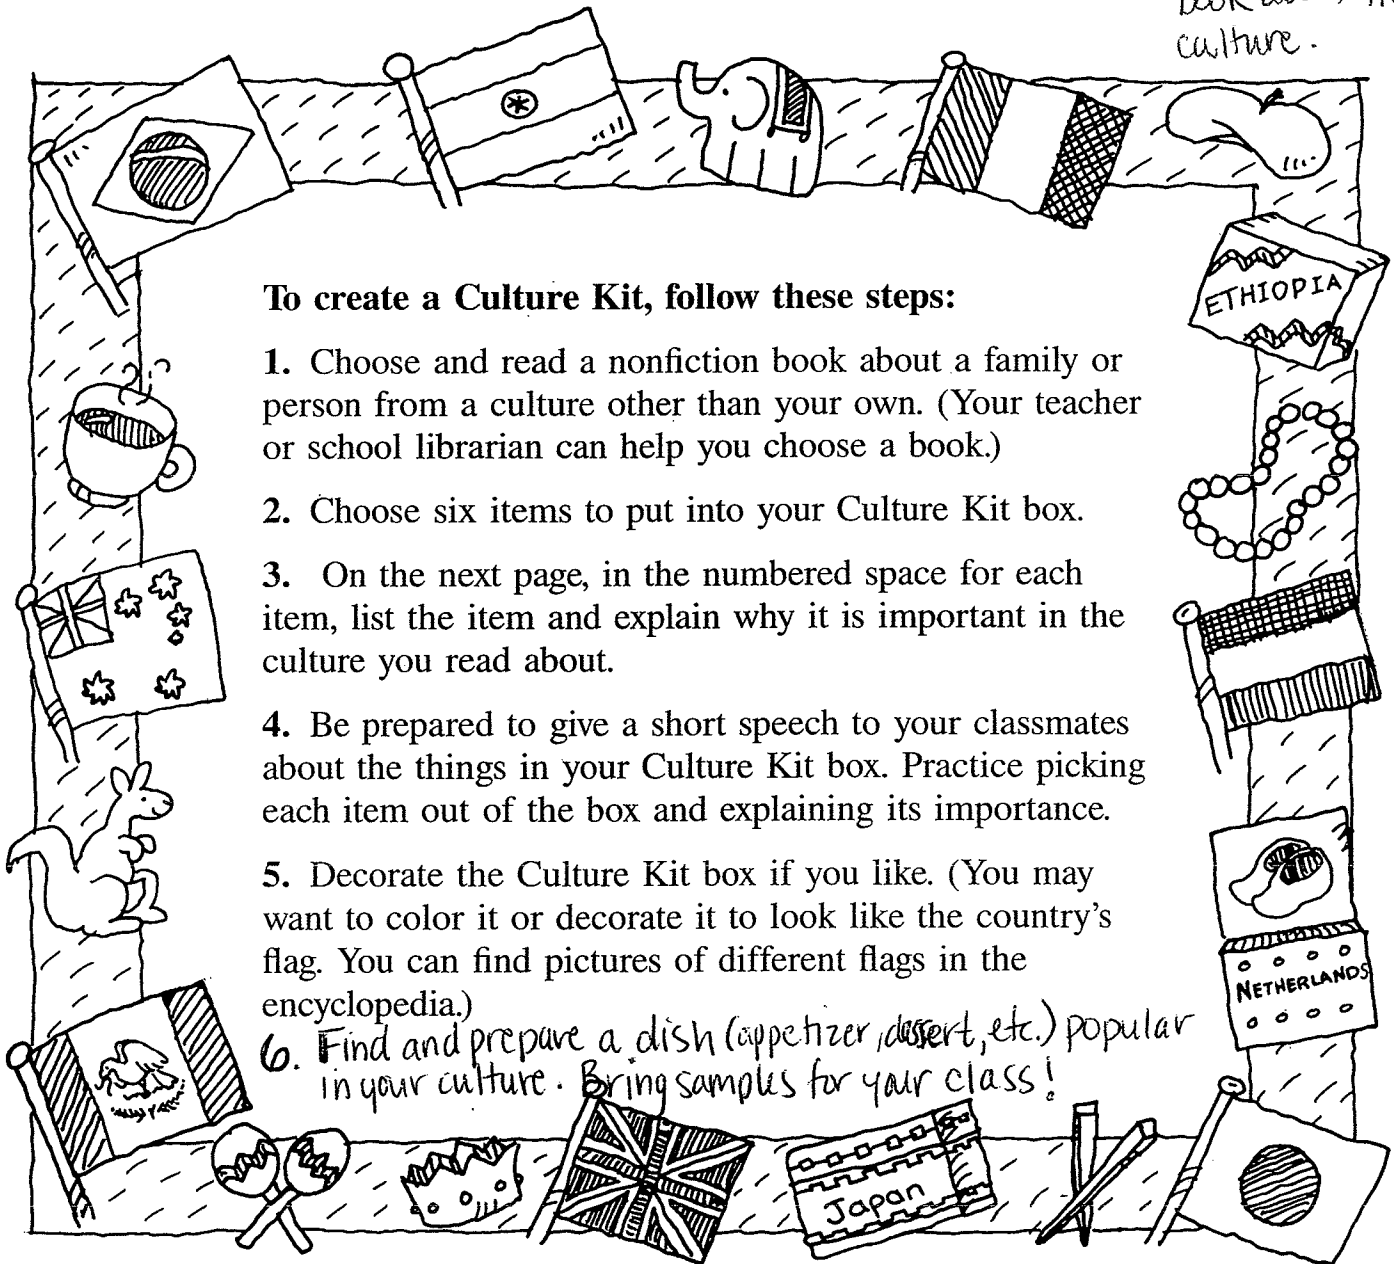 book
culture.
To create a Culture Kit, follow these steps:
1. Choose and read a nonfiction book about a family or
person from a culture other than your own. (Your teacher
or school librarian can help you choose a book.)
2. Choose six items to put into your Culture Kit box.
3. On the next page, in the numbered space for each
item, list the item and explain why it is important in the
culture you read about.
4. Be prepared to give a short speech to your classmates
about the things in your Culture Kit box. Practice picking
each item out of the box and explaining its importance.
5. Decorate the Culture Kit box if you like. (You may
want to color it or decorate it to look like the country's
flag. You can find pictures of different flags in the
encyclopedia.)
6. Find and prepare a dish (appetizer, dessert, etc.) popular
in your culture. Bring samples for your class!
ETHIOPIA
NETHERLANDS
Japan